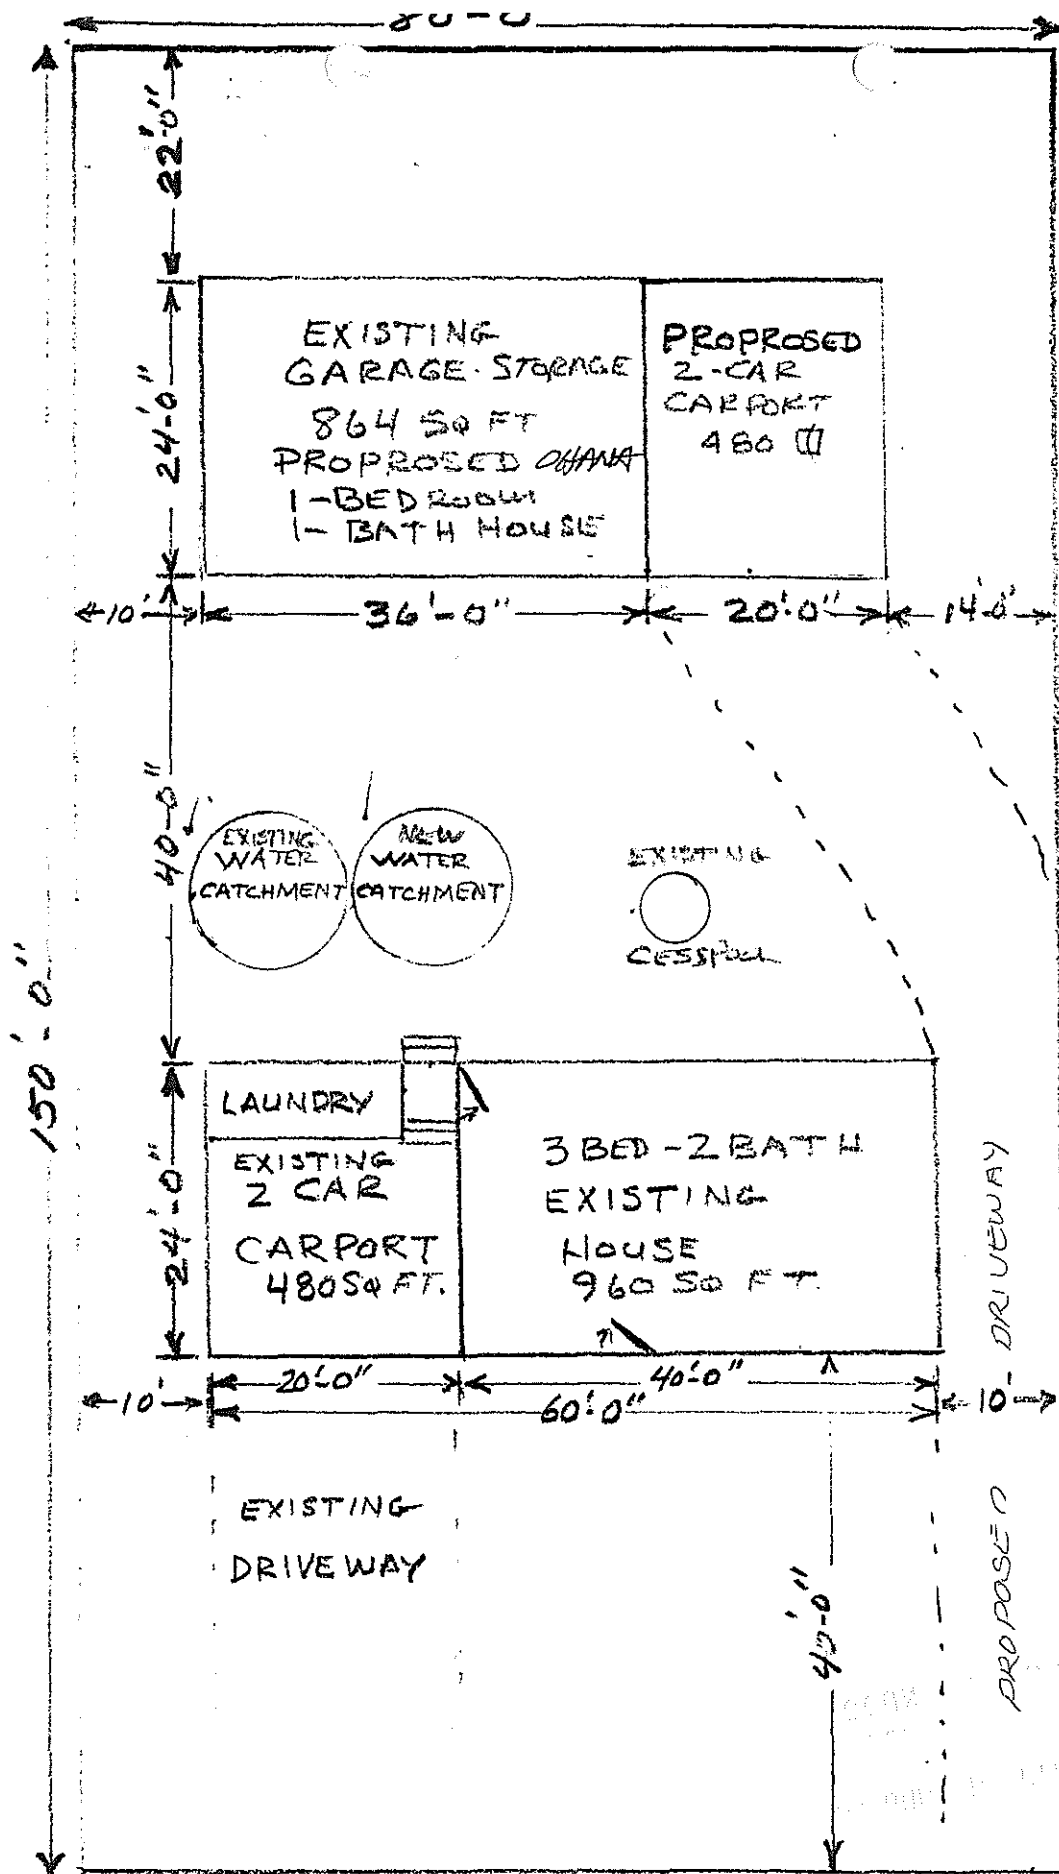 80'-0"
22'-0"
EXISTING
GARAGE-STORAGE
864 SQ FT
PROPROSED OHANA
1-BEDROOM
1-BATH HOUSE
PROPROSED
2-CAR
CARPORT
480
24'-0"
10'
36'-0"
20'-0"
14'-0"
EXISTING
WATER
CATCHMENT
NEW
WATER
CATCHMENT
EXISTING
CESSPOOL
40'-0"
150'-0"
LAUNDRY
EXISTING
2 CAR
CARPORT
480 SQ FT.
3 BED-2 BATH
EXISTING
HOUSE
960 SQ FT.
24'-0"
10'
20'-0"
40'-0"
60'-0"
10'
PROPOSED DRIVEWAY
EXISTING
DRIVEWAY